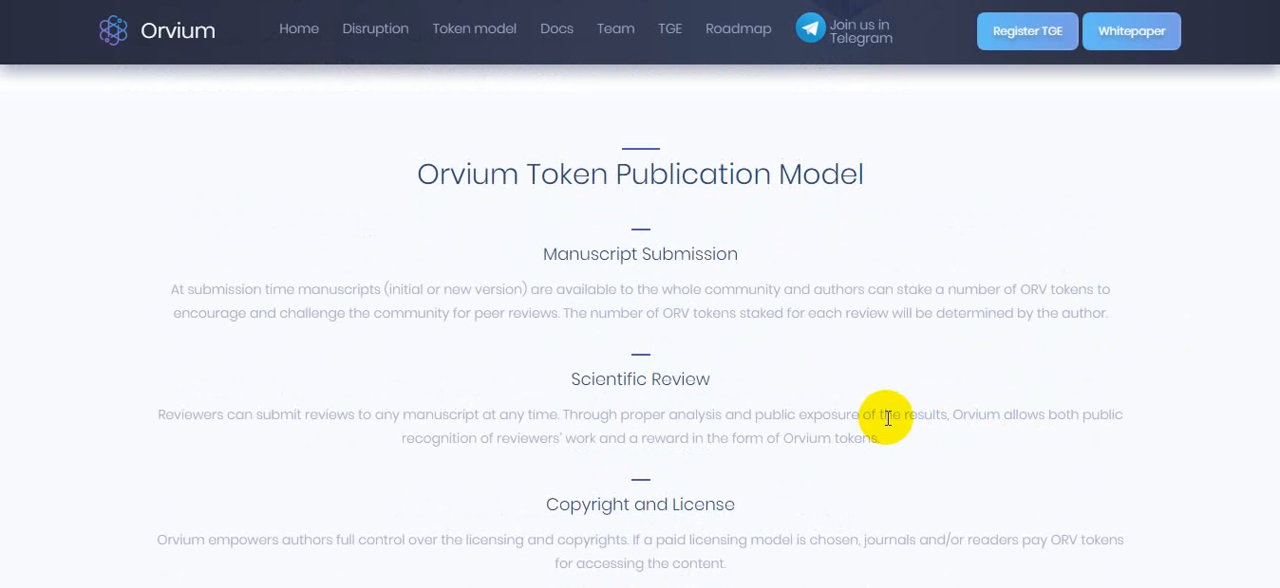 Orvium
Home Disruption Token model Docs Team TGE Roadmap
Join us in
Telegram
Register TGE Whitepaper
Orvium Token Publication Model
Manuscript Submission
At submission time manuscripts (initial or new version) are available to the whole community and authors can stake a number of ORV tokens to
encourage and challenge the community for peer reviews. The number of ORV tokens staked for each review will be determined by the author.
Scientific Review
Reviewers can submit reviews to any manuscript at any time. Through proper analysis and public exposure of the results, Orvium allows both public
recognition of reviewers' work and a reward in the form of Orvium tokens.
Copyright and License
Orvium empowers authors full control over the licensing and copyrights. If a paid licensing model is chosen, journals and/or readers pay ORV tokens
for accessing the content.